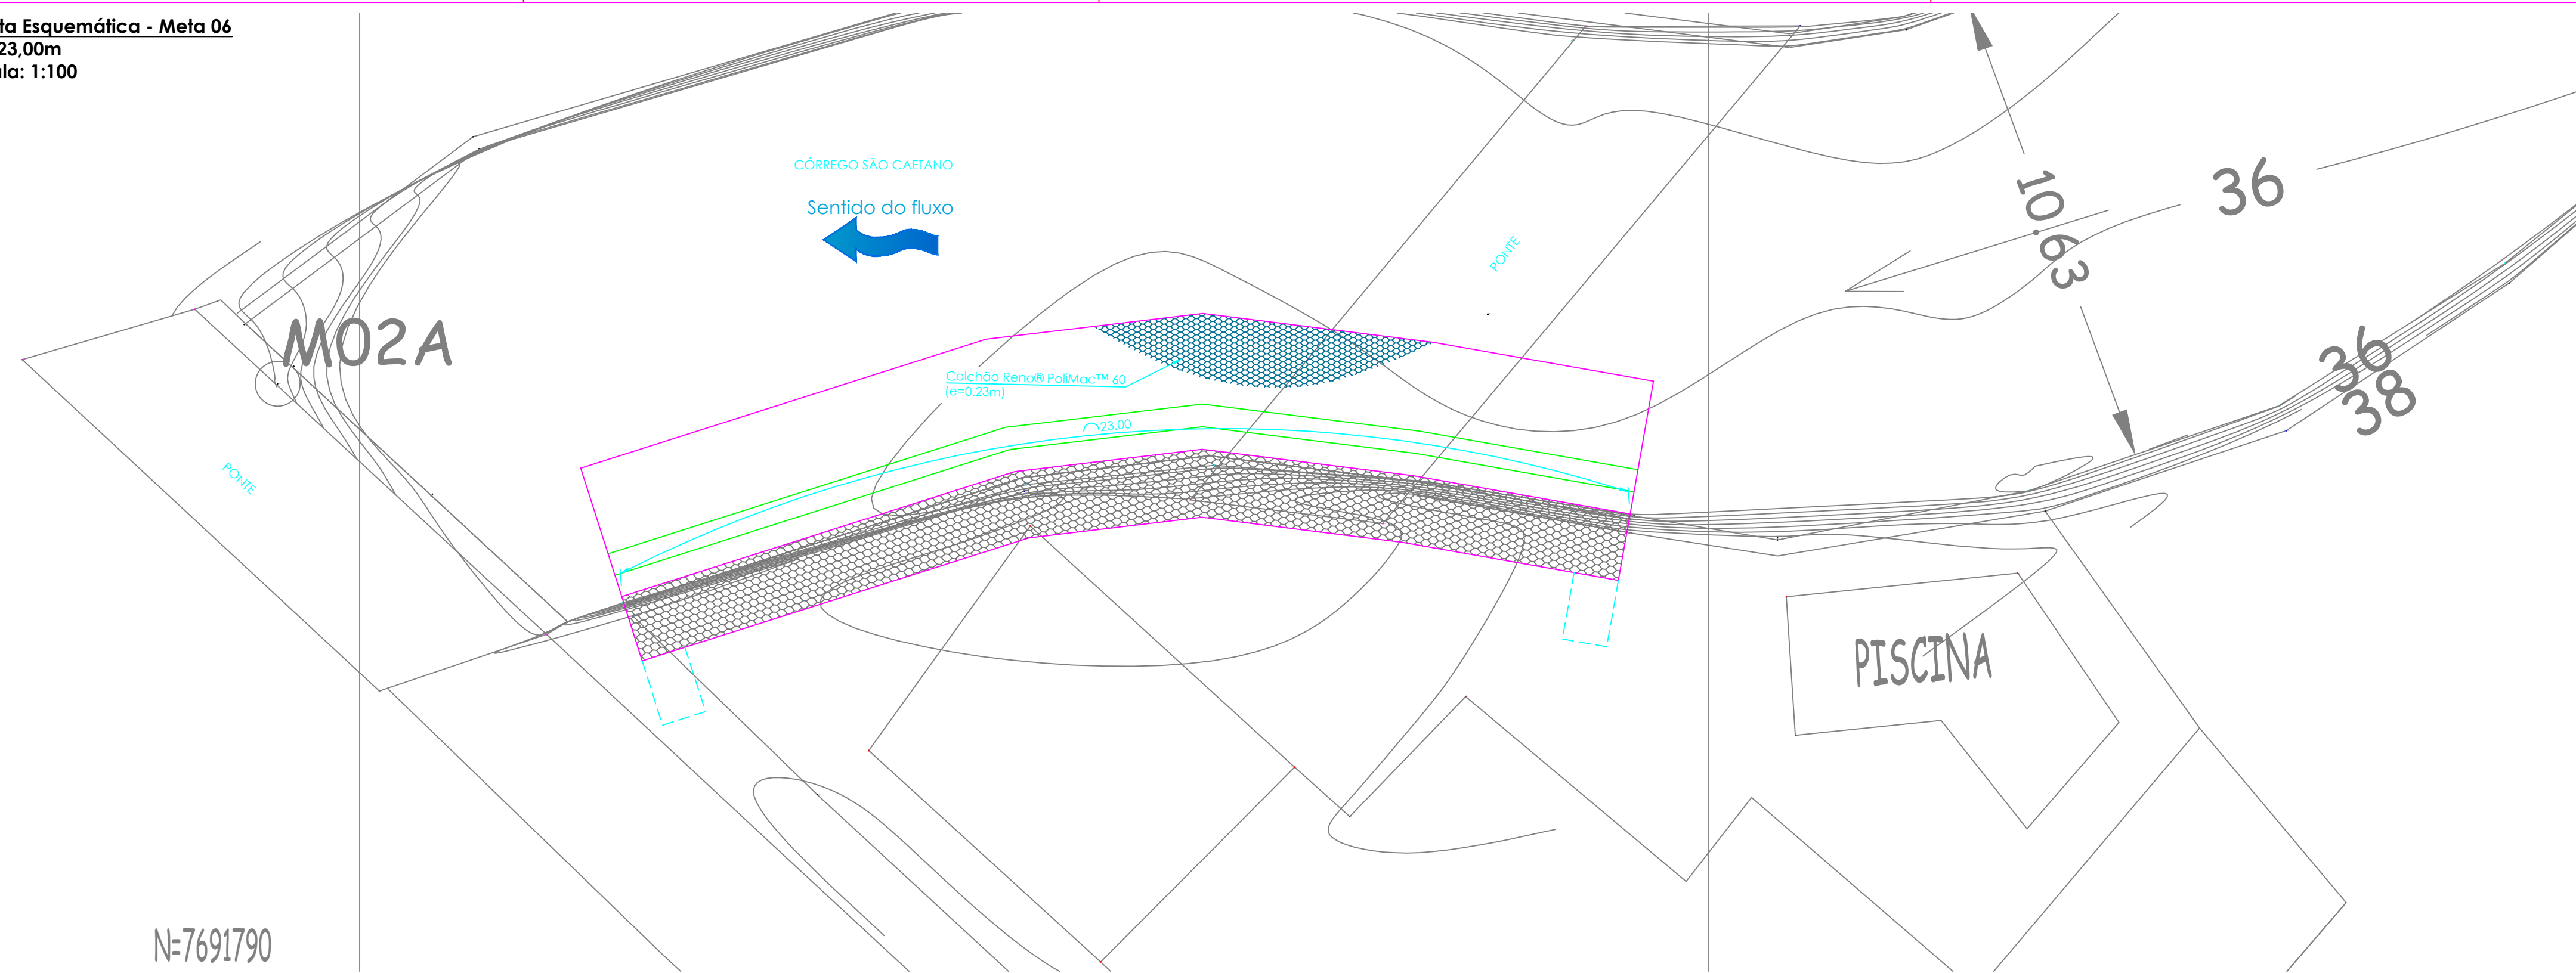 ta Esquemática - Meta 06
23,00m
la: 1:100
CÓRREGO SÃO CAETANO
Sentido do fluxo
PONTE
10.63
36
M02A
Colchão Reno® PoliMac™ 60
(e=0.23m)
23.00
36
38
PONTE
PISCINA
N=7691790